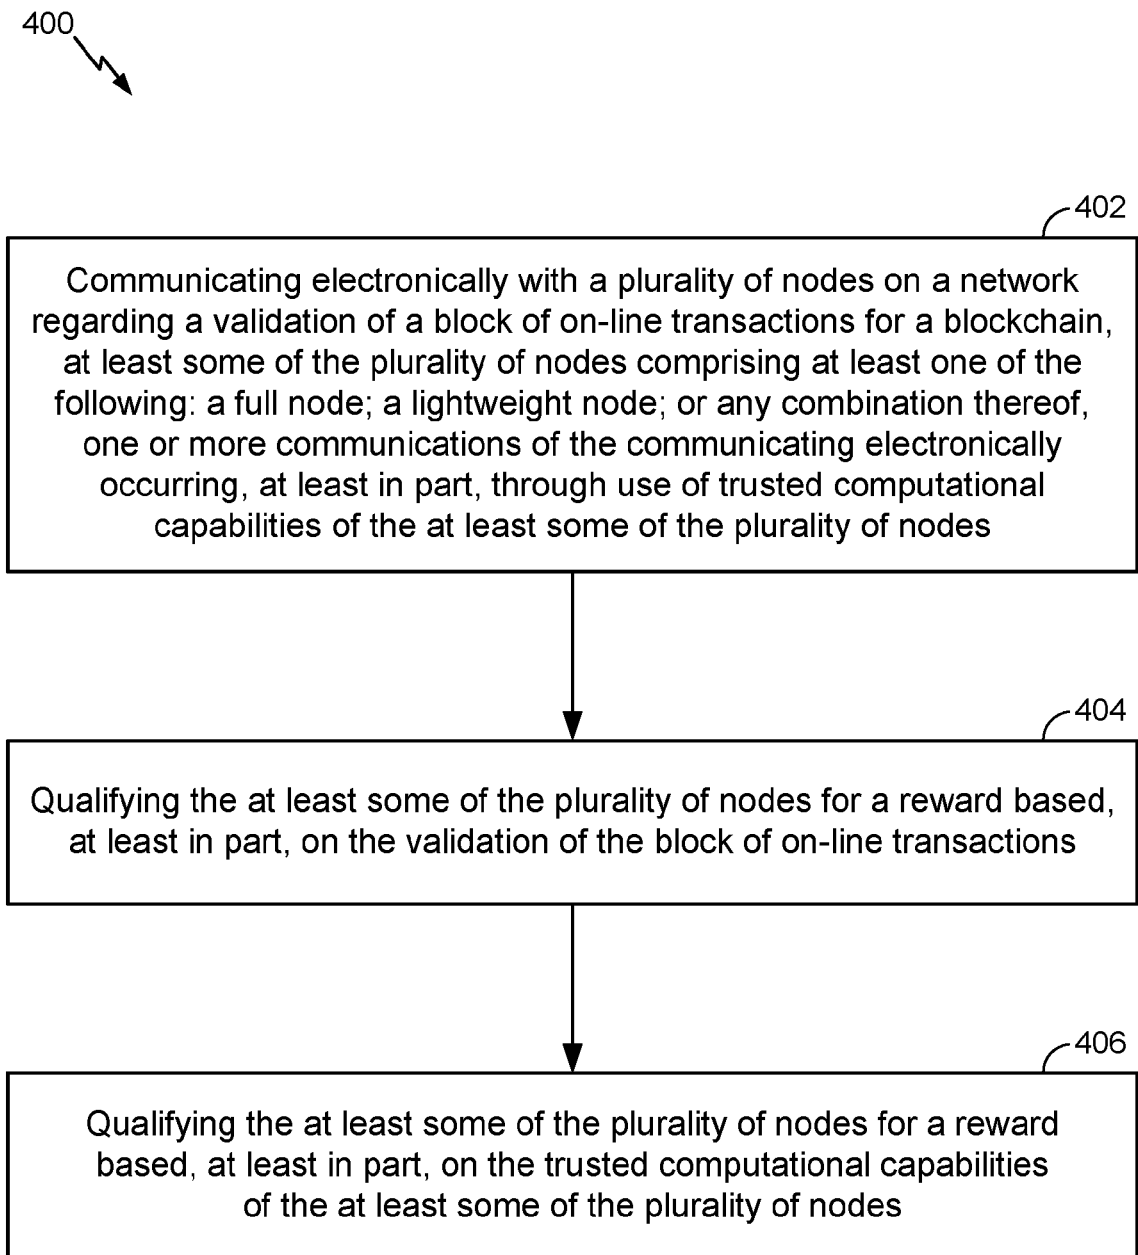 400
402
Communicating electronically with a plurality of nodes on a network
regarding a validation of a block of on-line transactions for a blockchain,
at least some of the plurality of nodes comprising at least one of the
following: a full node; a lightweight node; or any combination thereof,
one or more communications of the communicating electronically
occurring, at least in part, through use of trusted computational
capabilities of the at least some of the plurality of nodes
404
Qualifying the at least some of the plurality of nodes for a reward based,
at least in part, on the validation of the block of on-line transactions
406
Qualifying the at least some of the plurality of nodes for a reward
based, at least in part, on the trusted computational capabilities
of the at least some of the plurality of nodes